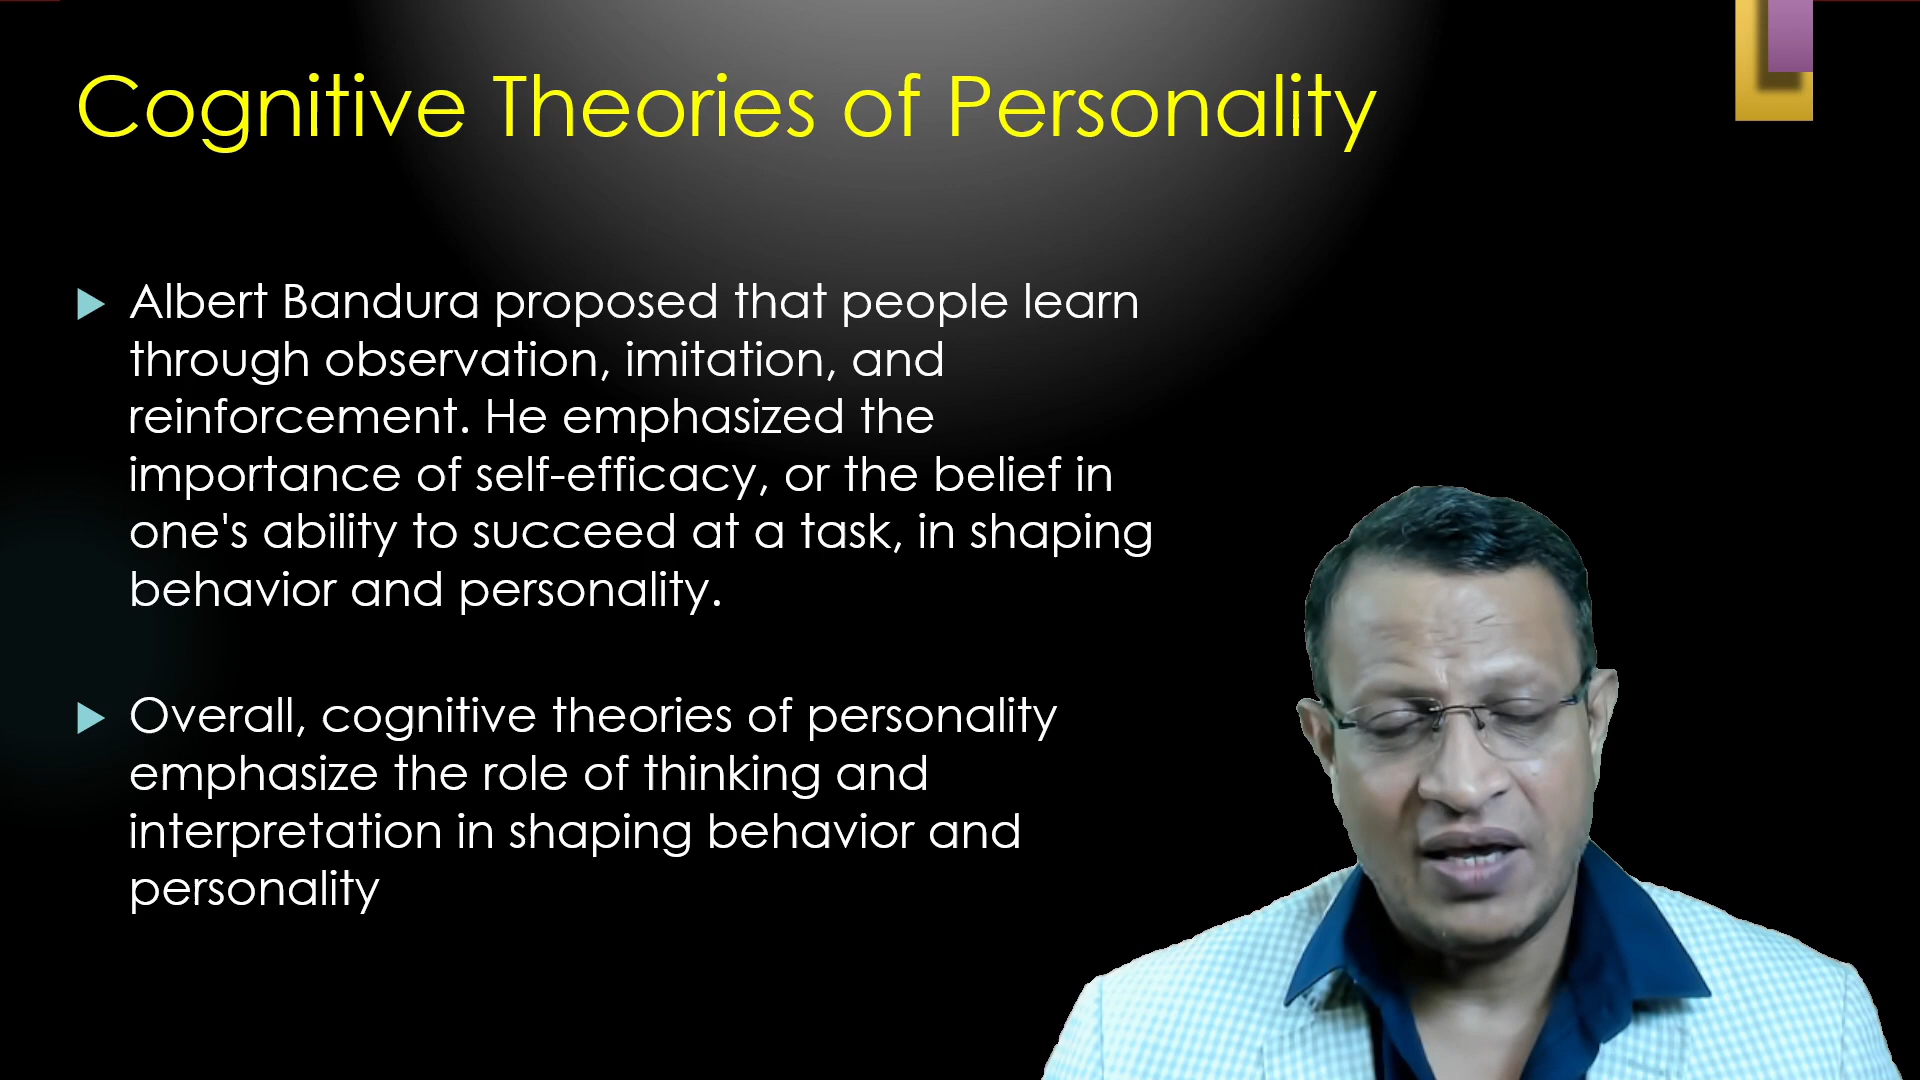 Cognitive Theories of Personality
Albert Bandura proposed that people learn
through observation, imitation, and
reinforcement. He emphasized the
importance of self-efficacy, or the belief in
one's ability to succeed at a task, in shaping
behavior and personality.
Overall, cognitive theories of personality
emphasize the role of thinking and
interpretation in shaping behavior and
personality